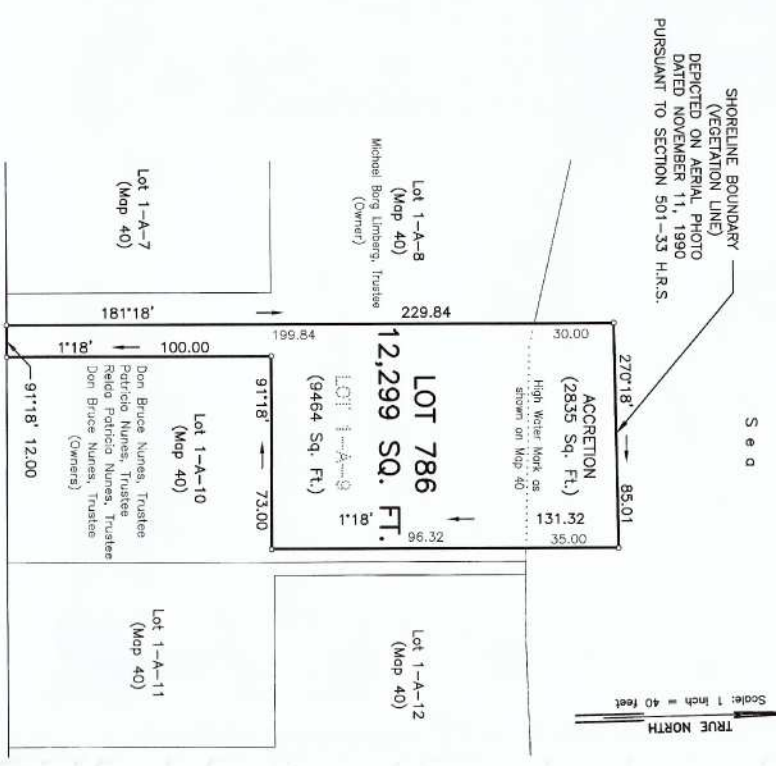 SHORELINE BOUNDARY
(VEGETATION LINE)
DEPICTED ON AERIAL PHOTO
DATED NOVEMBER 11, 1990
PURSUANT TO SECTION 501-33 H.R.S.
Sea
270°18'
85.01
ACCRETION
(2835 Sq. Ft.)
High Water Mark as
shown on Map 40
30.00
131.32
35.00
Lot 1-A-8
(Map 40)
Michael Borg Limberg, Trustee
(Owner)
229.84
199.84
181°18'
LOT 786
12,299 SQ. FT.
LOT 1-A-9
(9464 Sq. Ft.)
1°18'
96.32
91°18'
73.00
Lot 1-A-7
(Map 40)
1°18'
100.00
91°18' 12.00
Lot 1-A-10
(Map 40)
Don Bruce Nunes, Trustee
Patricia Nunes, Trustee
Relda Patricia Nunes, Trustee
Don Bruce Nunes, Trustee
(Owners)
Lot 1-A-11
(Map 40)
Lot 1-A-12
(Map 40)
TRUE NORTH
Scale: 1 inch = 40 feet